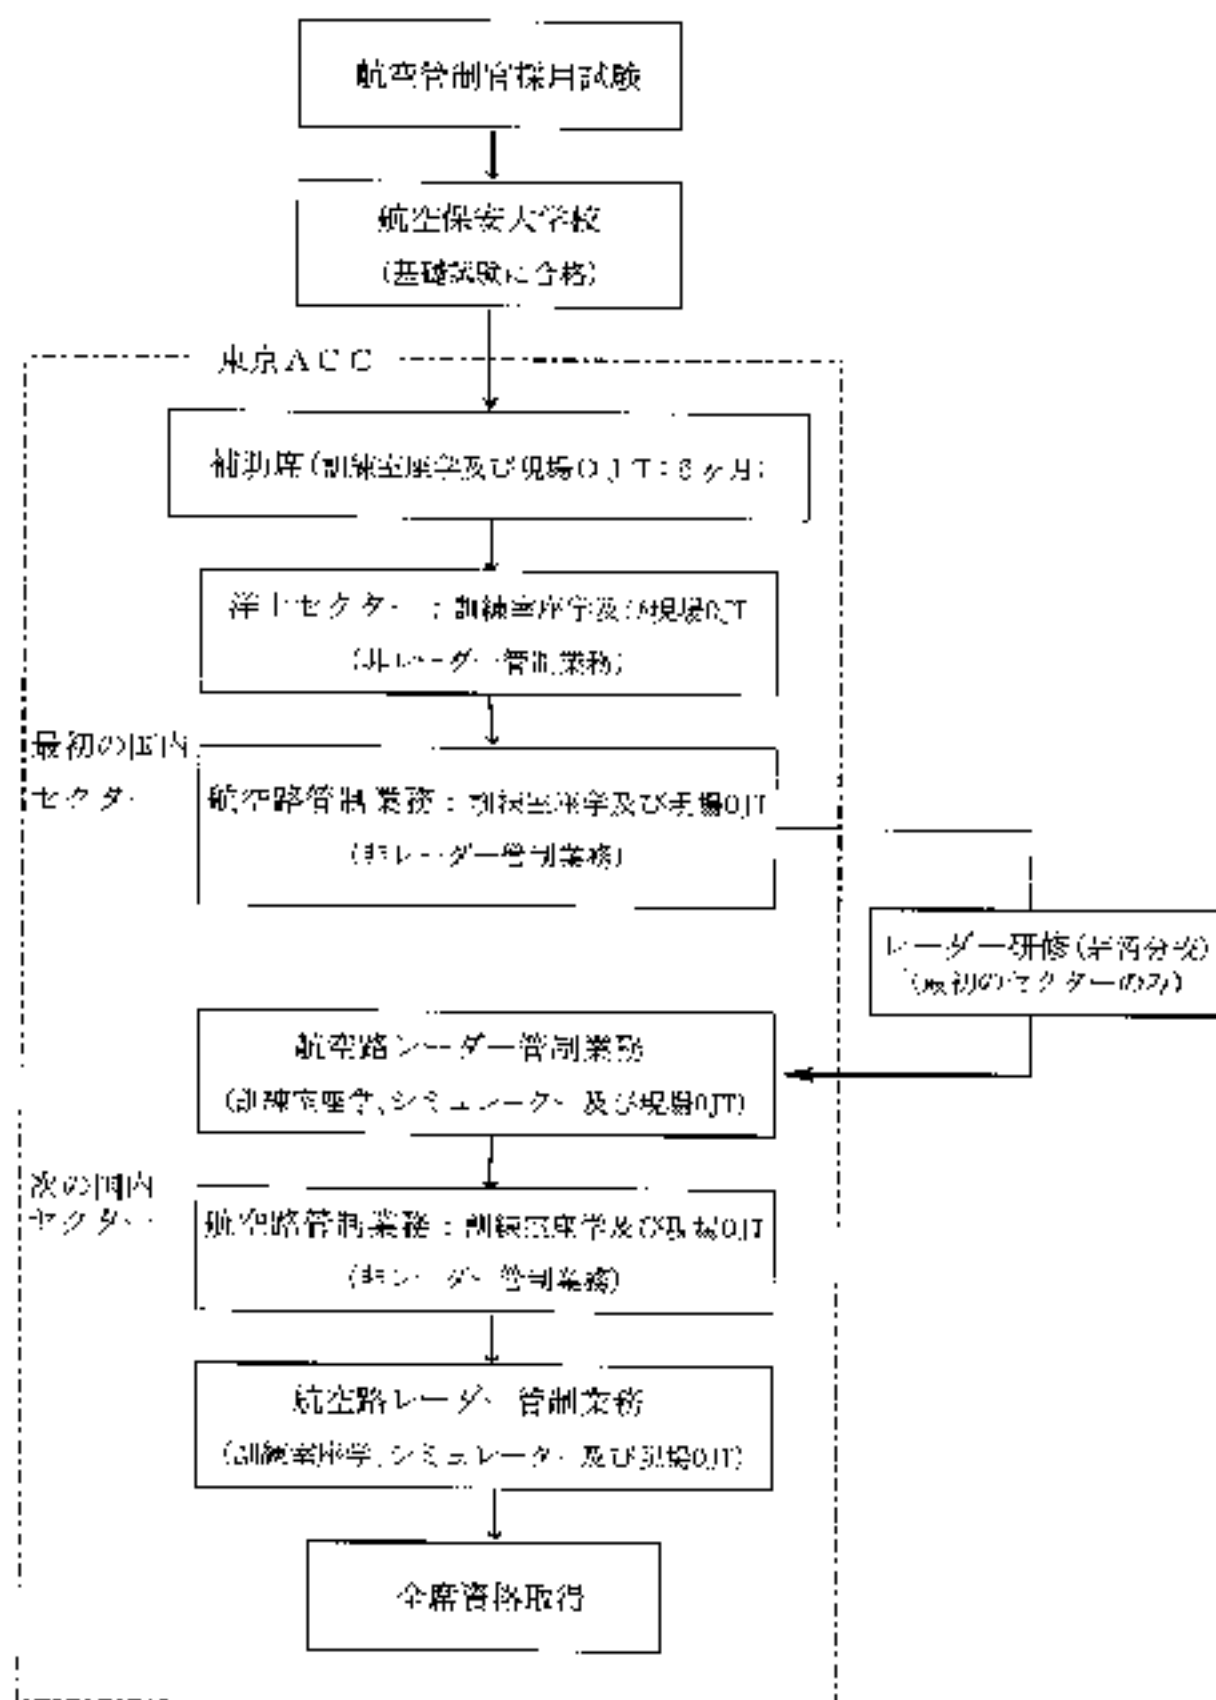 航空管制官採用試験
航空保安大学校
(基礎試験に合格)
東京ACC
補助席(訓練室座学及び現場OJT:6ヶ月)
洋上セクター:訓練室座学及び現場OJT
(非レーダー管制業務)
最初の国内
セクター
航空路管制業務:訓練室座学及び現場OJT
(非レーダー管制業務)
レーダー研修(岩沼分校)
(最初のセクターのみ)
航空路レーダー管制業務
(訓練室座学,シミュレーター及び現場OJT)
次の国内
セクター
航空路管制業務:訓練室座学及び現場OJT
(非レーダー管制業務)
航空路レーダー管制業務
(訓練室座学,シミュレーター及び現場OJT)
全席資格取得